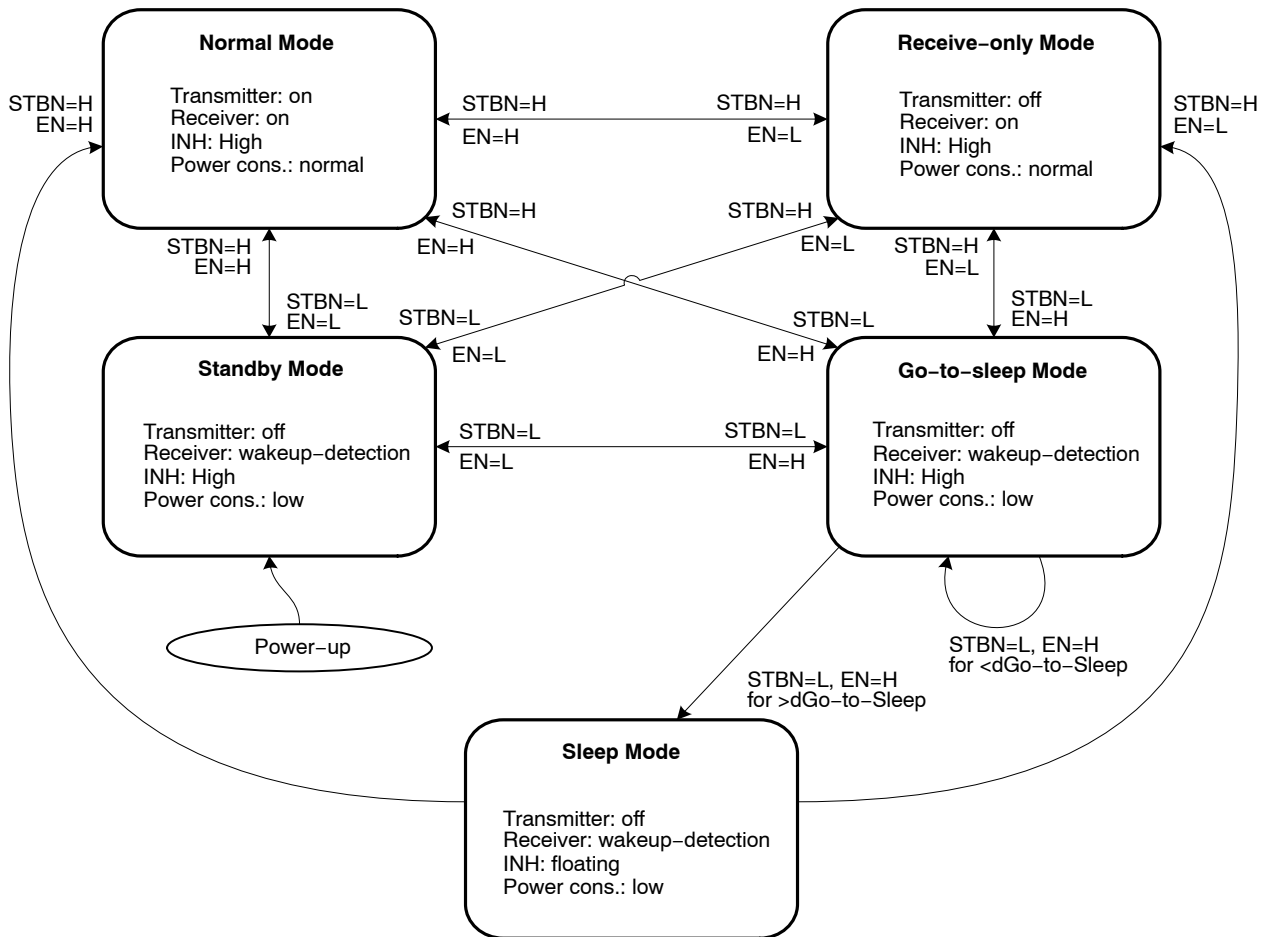 Normal Mode
Transmitter: on
Receiver: on
INH: High
Power cons.: normal
Receive−only Mode
Transmitter: off
Receiver: on
INH: High
Power cons.: normal
STBN=H
EN=H
STBN=H
EN=H
STBN=H
EN=L
STBN=H
EN=L
STBN=H
EN=H
STBN=H
EN=L
STBN=H
EN=H
STBN=H
EN=L
STBN=L
EN=L
STBN=L
EN=L
STBN=L
EN=H
STBN=L
EN=H
Standby Mode
Transmitter: off
Receiver: wakeup−detection
INH: High
Power cons.: low
STBN=L
EN=L
STBN=L
EN=H
Go−to−sleep Mode
Transmitter: off
Receiver: wakeup−detection
INH: High
Power cons.: low
Power−up
STBN=L, EN=H
for <dGo−to−Sleep
STBN=L, EN=H
for >dGo−to−Sleep
Sleep Mode
Transmitter: off
Receiver: wakeup−detection
INH: floating
Power cons.: low